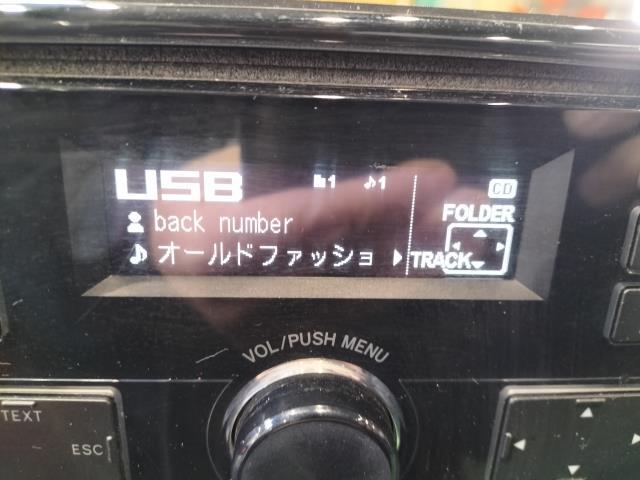 USB 1 ♪1 CD
back number
FOLDER
オールドファッショ
TRACK
VOL/PUSH MENU
TEXT
ESC